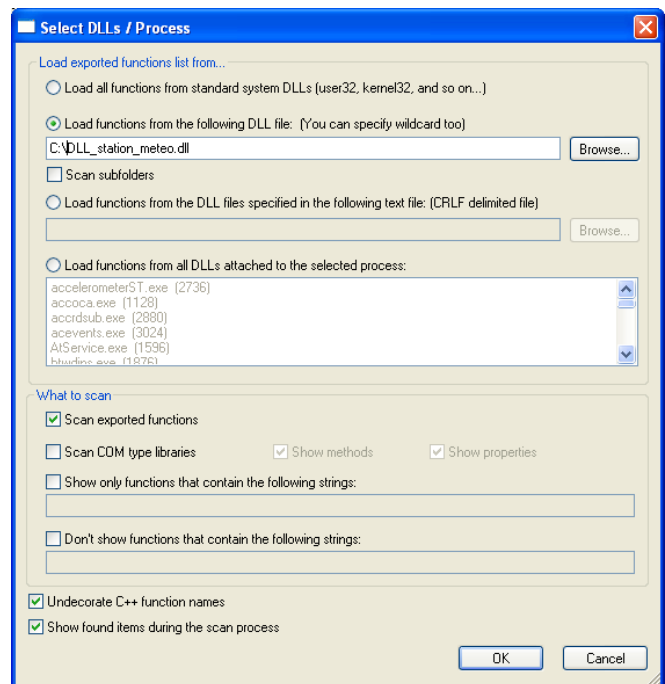 Select DLLs / Process
Load exported functions list from...
Load all functions from standard system DLLs (user32, kernel32, and so on...)
Load functions from the following DLL file: (You can specify wildcard too)
C:\DLL_station_meteo.dll Browse...
Scan subfolders
Load functions from the DLL files specified in the following text file: (CRLF delimited file)
Browse...
Load functions from all DLLs attached to the selected process:
accelerometerST.exe (2736)
accoca.exe (1128)
accrdsub.exe (2880)
acevents.exe (3024)
AtService.exe (1596)
btwdins.exe (1876)
What to scan
Scan exported functions
Scan COM type libraries Show methods Show properties
Show only functions that contain the following strings:
Don't show functions that contain the following strings:
Undecorate C++ function names
Show found items during the scan process
OK Cancel